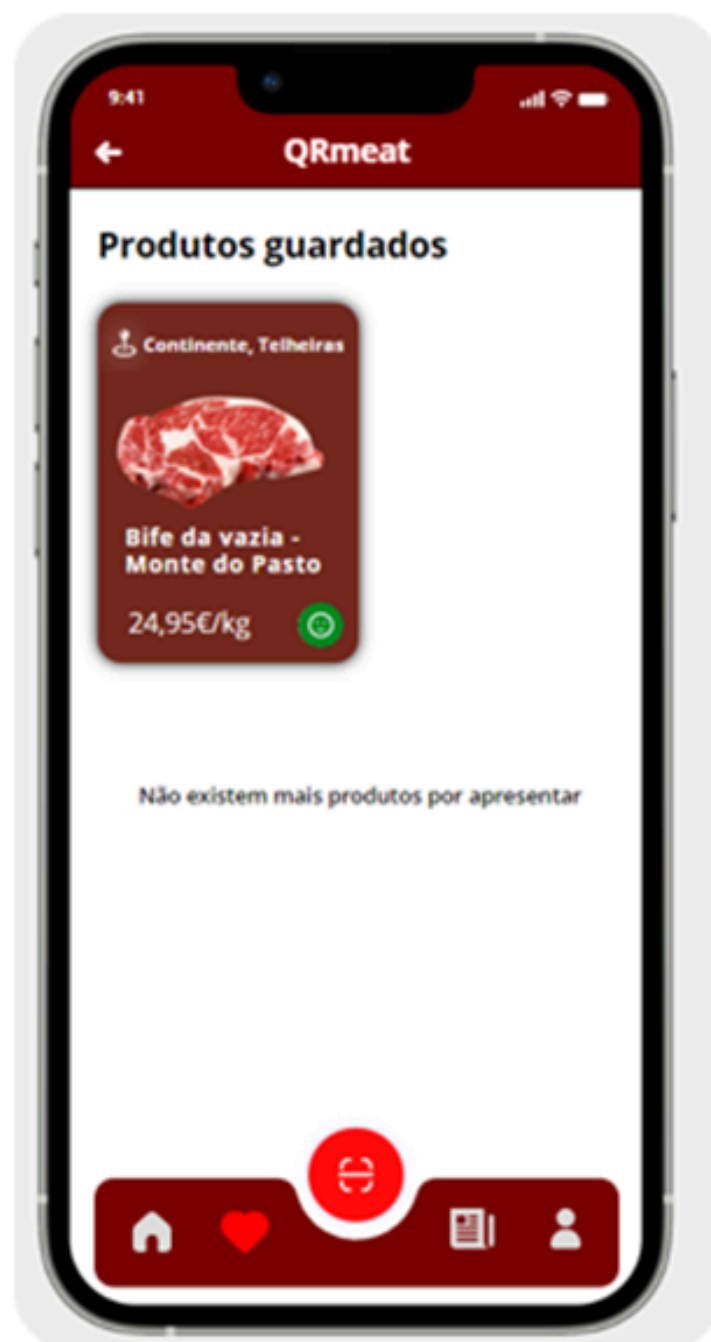 9:41
QRmeat
Produtos guardados
Continente, Telheiras
Bife da vazia -
Monte do Pasto
24,95€/kg
Não existem mais produtos por apresentar